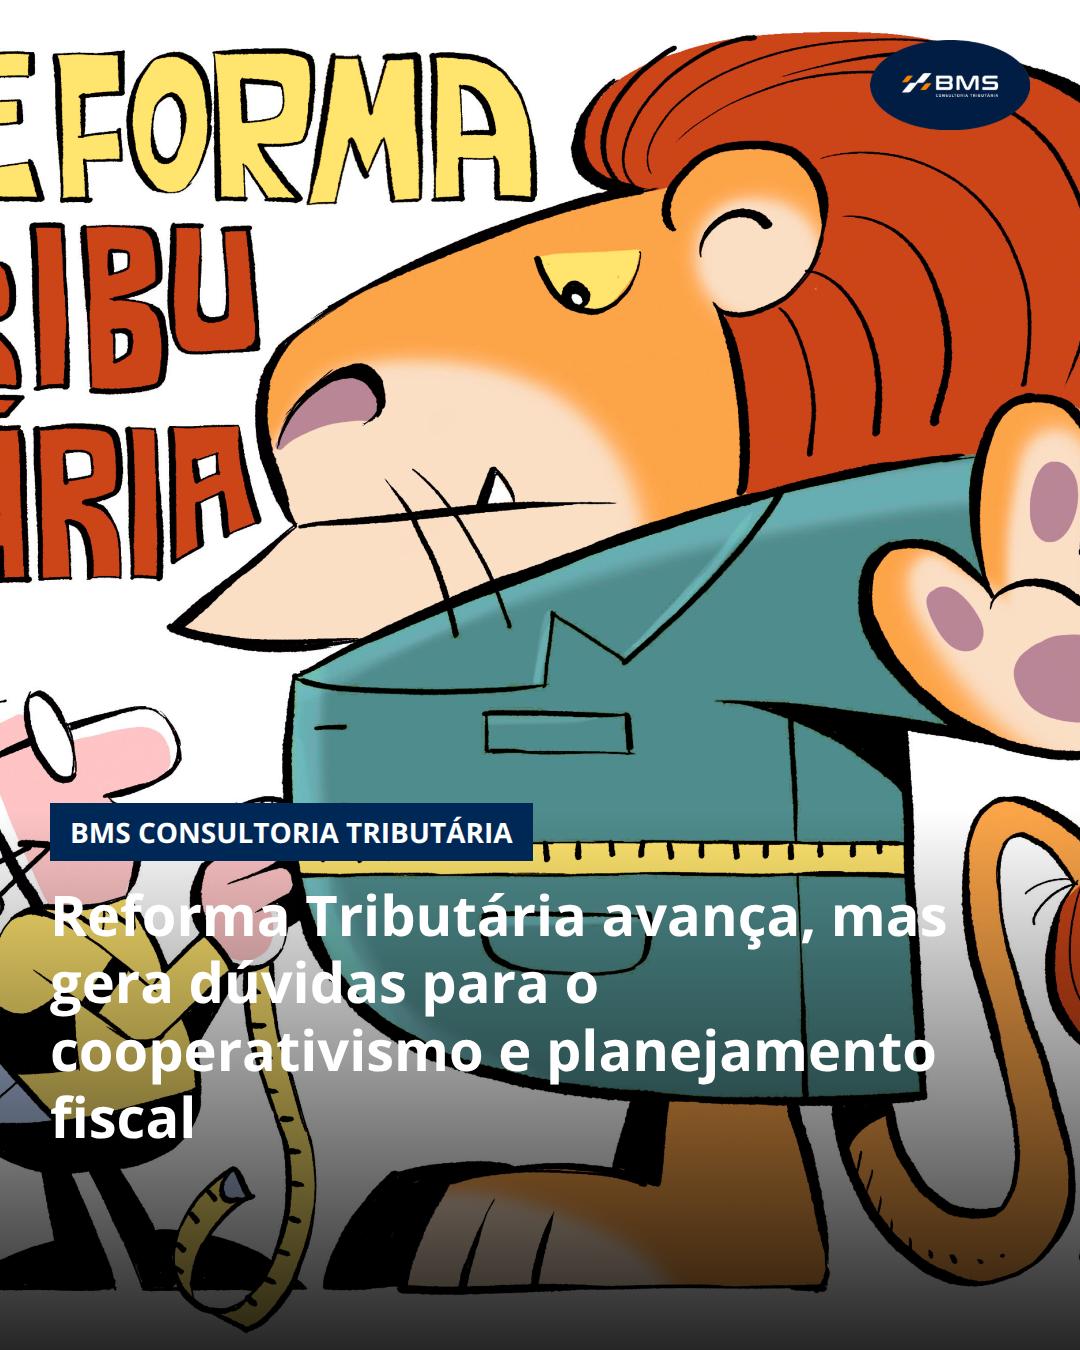 EFORMA
RIBU
ÁRIA
BMS
CONSULTORIA TRIBUTÁRIA
BMS CONSULTORIA TRIBUTÁRIA
Reforma Tributária avança, mas
gera dúvidas para o
cooperativismo e planejamento
fiscal